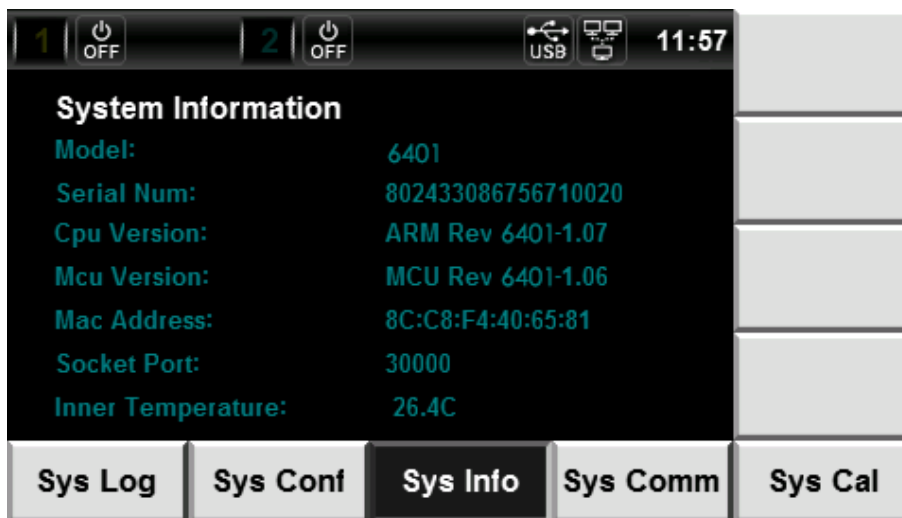 1 OFF 2 OFF USB 11:57
System Information
Model: 6401
Serial Num: 802433086756710020
Cpu Version: ARM Rev 6401-1.07
Mcu Version: MCU Rev 6401-1.06
Mac Address: 8C:C8:F4:40:65:81
Socket Port: 30000
Inner Temperature: 26.4C
Sys Log Sys Conf Sys Info Sys Comm Sys Cal